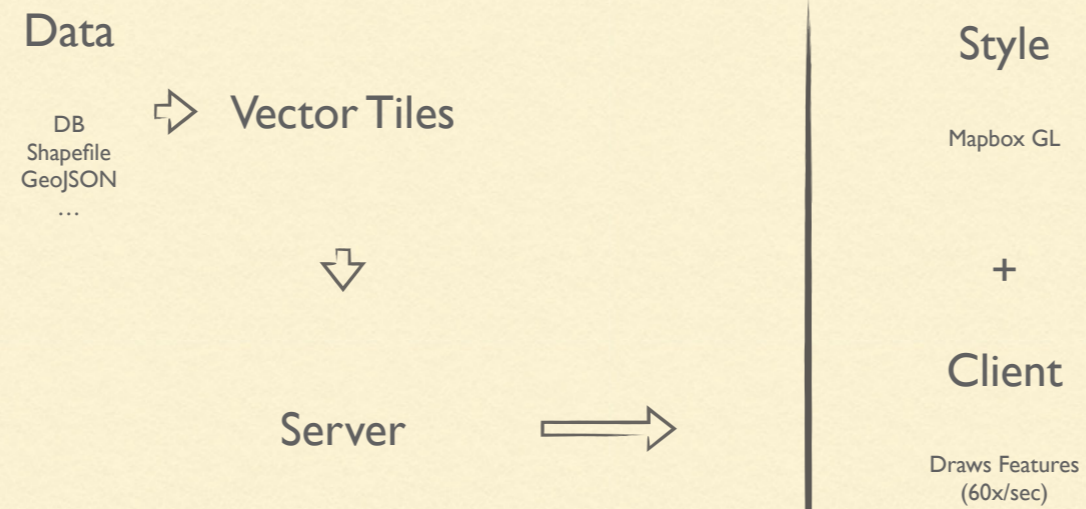 Data
DB
Shapefile
GeoJSON
…
Vector Tiles
Server
Style
Mapbox GL
+
Client
Draws Features
(60x/sec)